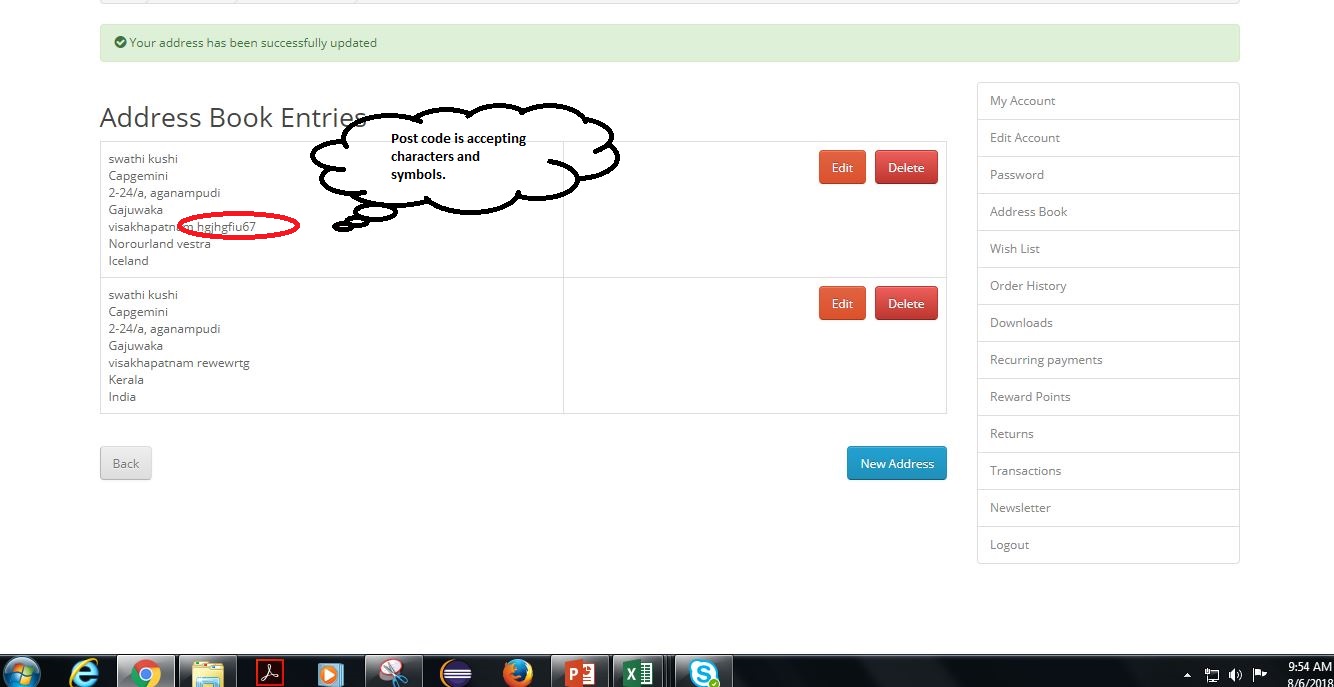 Your address has been successfully updated
Address Book Entries
Post code is accepting
characters and
symbols.
swathi kushi
Capgemini
2-24/a, aganampudi
Gajuwaka
visakhapatnam hgjhgfiu67
Norourland vestra
Iceland
Edit Delete
swathi kushi
Capgemini
2-24/a, aganampudi
Gajuwaka
visakhapatnam rewewrtg
Kerala
India
Edit Delete
Back
New Address
My Account
Edit Account
Password
Address Book
Wish List
Order History
Downloads
Recurring payments
Reward Points
Returns
Transactions
Newsletter
Logout
9:54 AM
8/6/2018